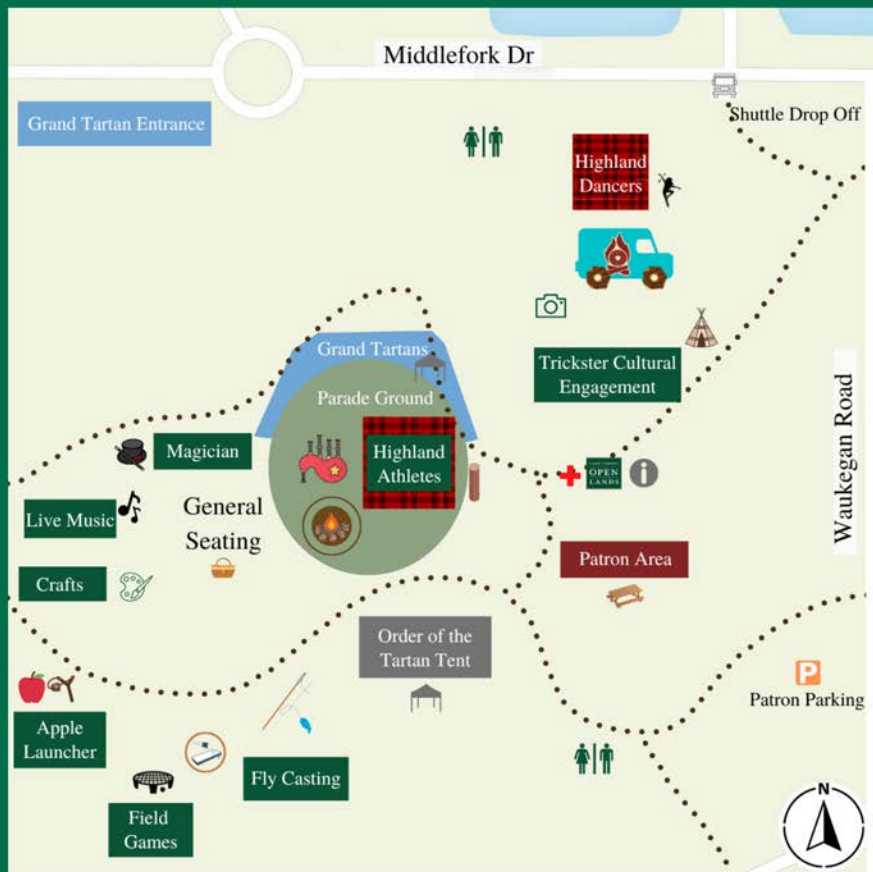 Middlefork Dr
Grand Tartan Entrance
Shuttle Drop Off
Highland
Dancers
Grand Tartans
Trickster Cultural
Engagement
Parade Ground
Magician
Highland
Athletes
OPEN
LANDS
i
Waukegan Road
Live Music
General
Seating
Crafts
Patron Area
Order of the
Tartan Tent
P
Patron Parking
Apple
Launcher
Fly Casting
Field
Games
N